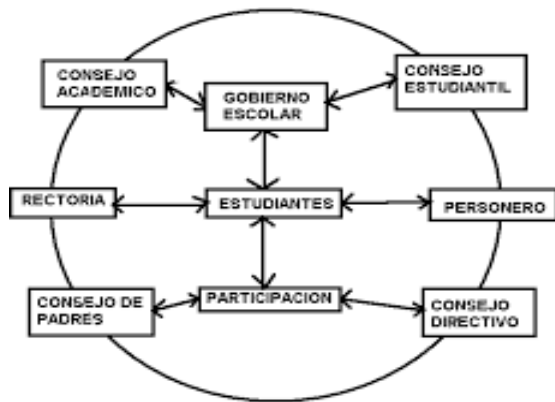 CONSEJO
ACADEMICO
GOBIERNO
ESCOLAR
CONSEJO
ESTUDIANTIL
RECTORIA
ESTUDIANTES
PERSONERO
CONSEJO DE
PADRES
PARTICIPACION
CONSEJO
DIRECTIVO